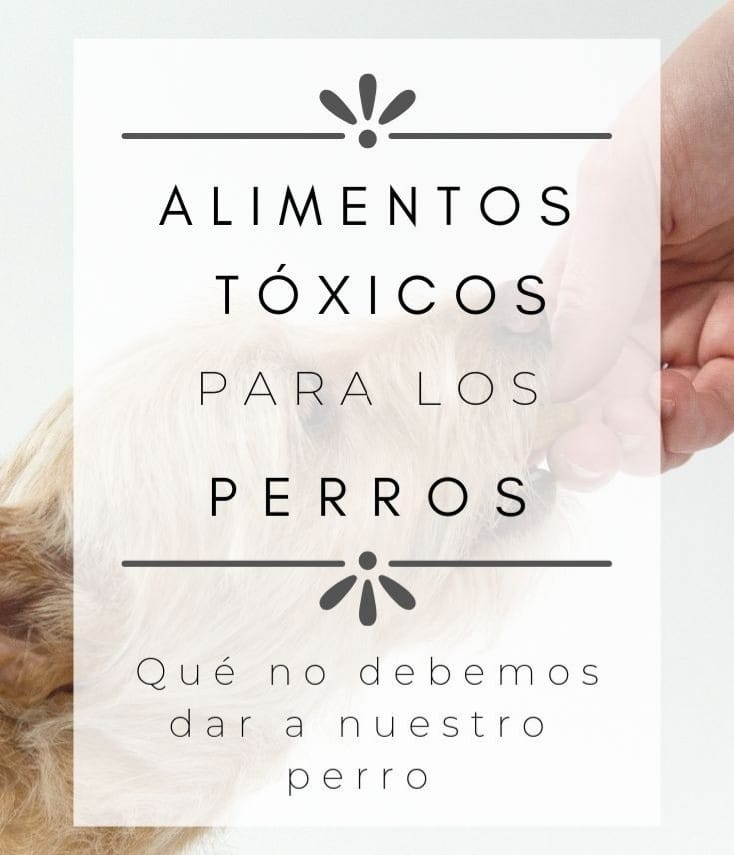 ALIMENTOS
TÓXICOS
PARA LOS
PERROS
Qué no debemos
dar a nuestro
perro